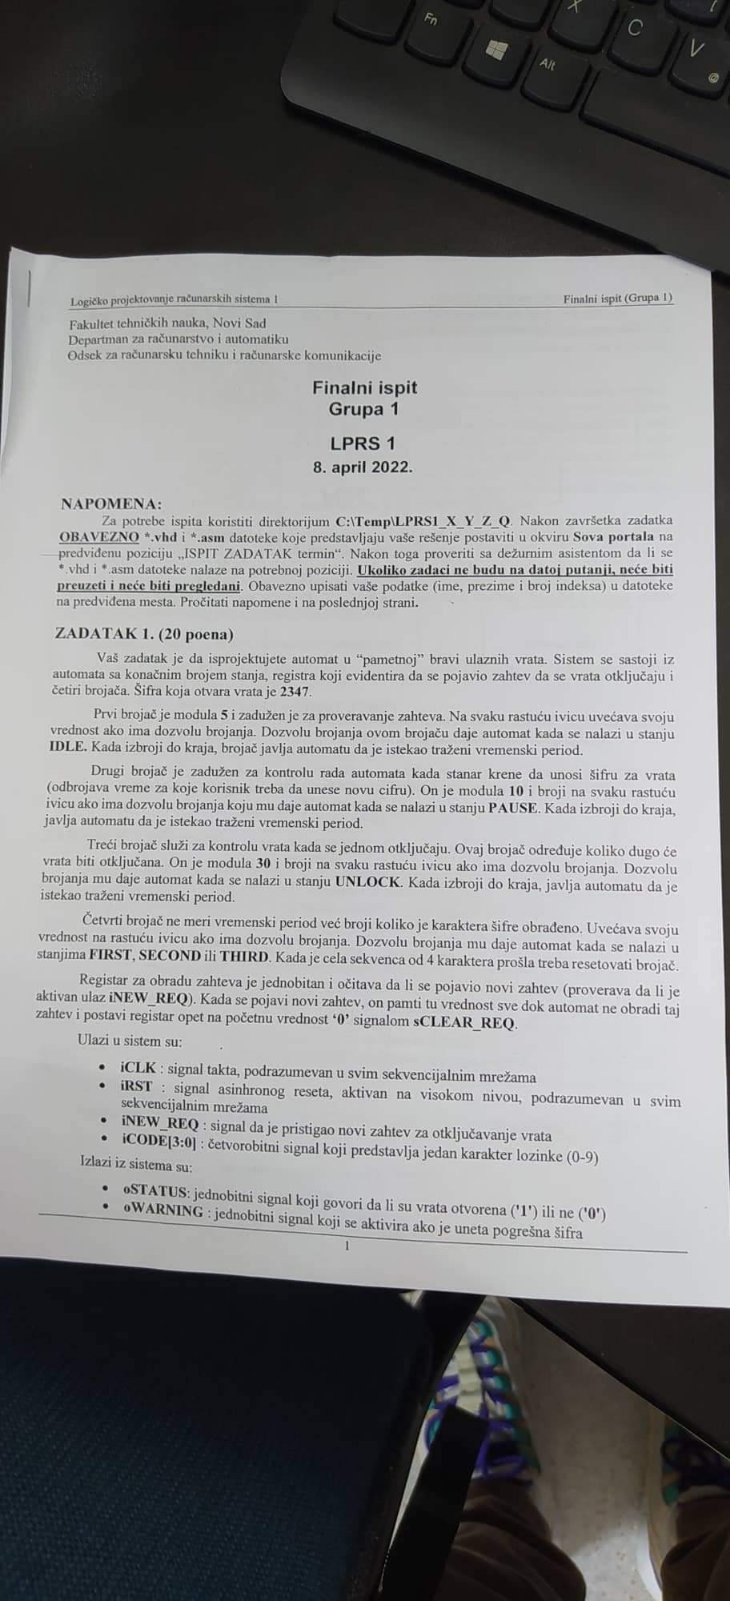 Fn
Alt
X
C
V
Logičko projektovanje računarskih sistema 1
Finalni ispit (Grupa 1)
Fakultet tehničkih nauka, Novi Sad
Departman za računarstvo i automatiku
Odsek za računarsku tehniku i računarske komunikacije
Finalni ispit
Grupa 1
LPRS 1
8. april 2022.
NAPOMENA:
Za potrebe ispita koristiti direktorijum C:\Temp\LPRS1_X_Y_Z_Q. Nakon završetka zadatka
OBAVEZNO *.vhd i *.asm datoteke koje predstavljaju vaše rešenje postaviti u okviru Sova portala na
predviđenu poziciju „ISPIT ZADATAK termin“. Nakon toga proveriti sa dežurnim asistentom da li se
*.vhd i *.asm datoteke nalaze na potrebnoj poziciji. Ukoliko zadaci ne budu na datoj putanji, neće biti
preuzeti i neće biti pregledani. Obavezno upisati vaše podatke (ime, prezime i broj indeksa) u datoteke
na predviđena mesta. Pročitati napomene i na poslednjoj strani.
ZADATAK 1. (20 poena)
Vaš zadatak je da isprojektujete automat u “pametnoj” bravi ulaznih vrata. Sistem se sastoji iz
automata sa konačnim brojem stanja, registra koji evidentira da se pojavio zahtev da se vrata otključaju i
četiri brojača. Šifra koja otvara vrata je 2347.
Prvi brojač je modula 5 i zadužen je za proveravanje zahteva. Na svaku rastuću ivicu uvećava svoju
vrednost ako ima dozvolu brojanja. Dozvolu brojanja ovom brojaču daje automat kada se nalazi u stanju
IDLE. Kada izbroji do kraja, brojač javlja automatu da je istekao traženi vremenski period.
Drugi brojač je zadužen za kontrolu rada automata kada stanar krene da unosi šifru za vrata
(odbrojava vreme za koje korisnik treba da unese novu cifru). On je modula 10 i broji na svaku rastuću
ivicu ako ima dozvolu brojanja koju mu daje automat kada se nalazi u stanju PAUSE. Kada izbroji do kraja,
javlja automatu da je istekao traženi vremenski period.
Treći brojač služi za kontrolu vrata kada se jednom otključaju. Ovaj brojač određuje koliko dugo će
vrata biti otključana. On je modula 30 i broji na svaku rastuću ivicu ako ima dozvolu brojanja. Dozvolu
brojanja mu daje automat kada se nalazi u stanju UNLOCK. Kada izbroji do kraja, javlja automatu da je
istekao traženi vremenski period.
Četvrti brojač ne meri vremenski period već broji koliko je karaktera šifre obrađeno. Uvećava svoju
vrednost na rastuću ivicu ako ima dozvolu brojanja. Dozvolu brojanja mu daje automat kada se nalazi u
stanjima FIRST, SECOND ili THIRD. Kada je cela sekvenca od 4 karaktera prošla treba resetovati brojač.
Registar za obradu zahteva je jednobitan i očitava da li se pojavio novi zahtev (proverava da li je
aktivan ulaz iNEW_REQ). Kada se pojavi novi zahtev, on pamti tu vrednost sve dok automat ne obradi taj
zahtev i postavi registar opet na početnu vrednost ‘0’ signalom sCLEAR_REQ.
Ulazi u sistem su:
• iCLK : signal takta, podrazumevan u svim sekvencijalnim mrežama
• iRST : signal asinhronog reseta, aktivan na visokom nivou, podrazumevan u svim
sekvencijalnim mrežama
• iNEW_REQ : signal da je pristigao novi zahtev za otključavanje vrata
• iCODE[3:0] : četvorobitni signal koji predstavlja jedan karakter lozinke (0-9)
Izlazi iz sistema su:
• oSTATUS: jednobitni signal koji govori da li su vrata otvorena ('1') ili ne ('0')
• oWARNING : jednobitni signal koji se aktivira ako je uneta pogrešna šifra
1